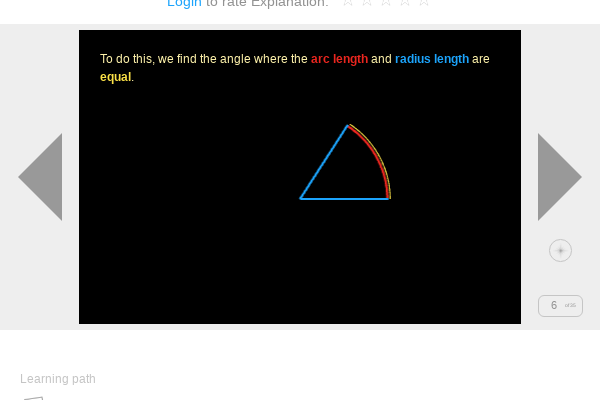 Login to rate Explanation:
To do this, we find the angle where the arc length and radius length are
equal.
6 of 26
Learning path